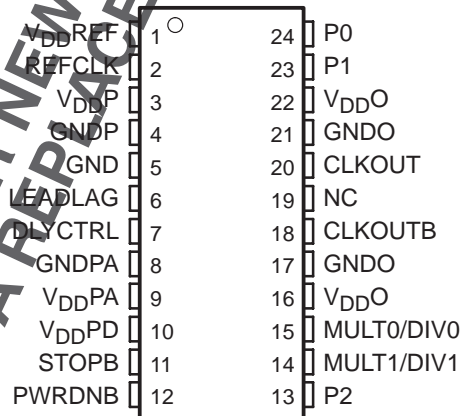 NEW
A REPLACE
VDDREF 1 24 P0
REFCLK 2 23 P1
VDDP 3 22 VDDO
GNDP 4 21 GNDO
GND 5 20 CLKOUT
LEADLAG 6 19 NC
DLYCTRL 7 18 CLKOUTB
GNDPA 8 17 GNDO
VDDPA 9 16 VDDO
VDDPD 10 15 MULT0/DIV0
STOPB 11 14 MULT1/DIV1
PWRDNB 12 13 P2